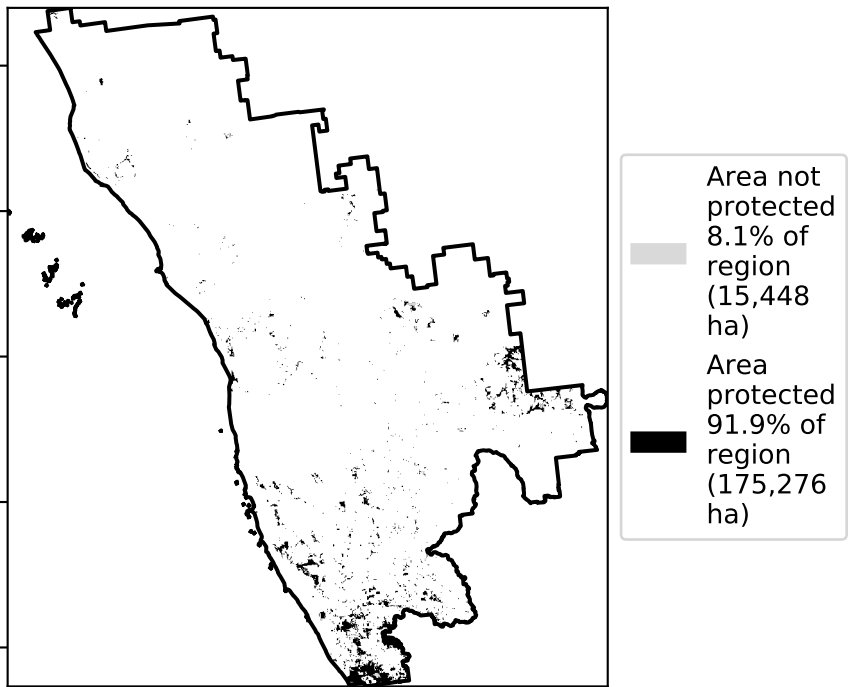 Area not
protected
8.1% of
region
(15,448
ha)
Area
protected
91.9% of
region
(175,276
ha)